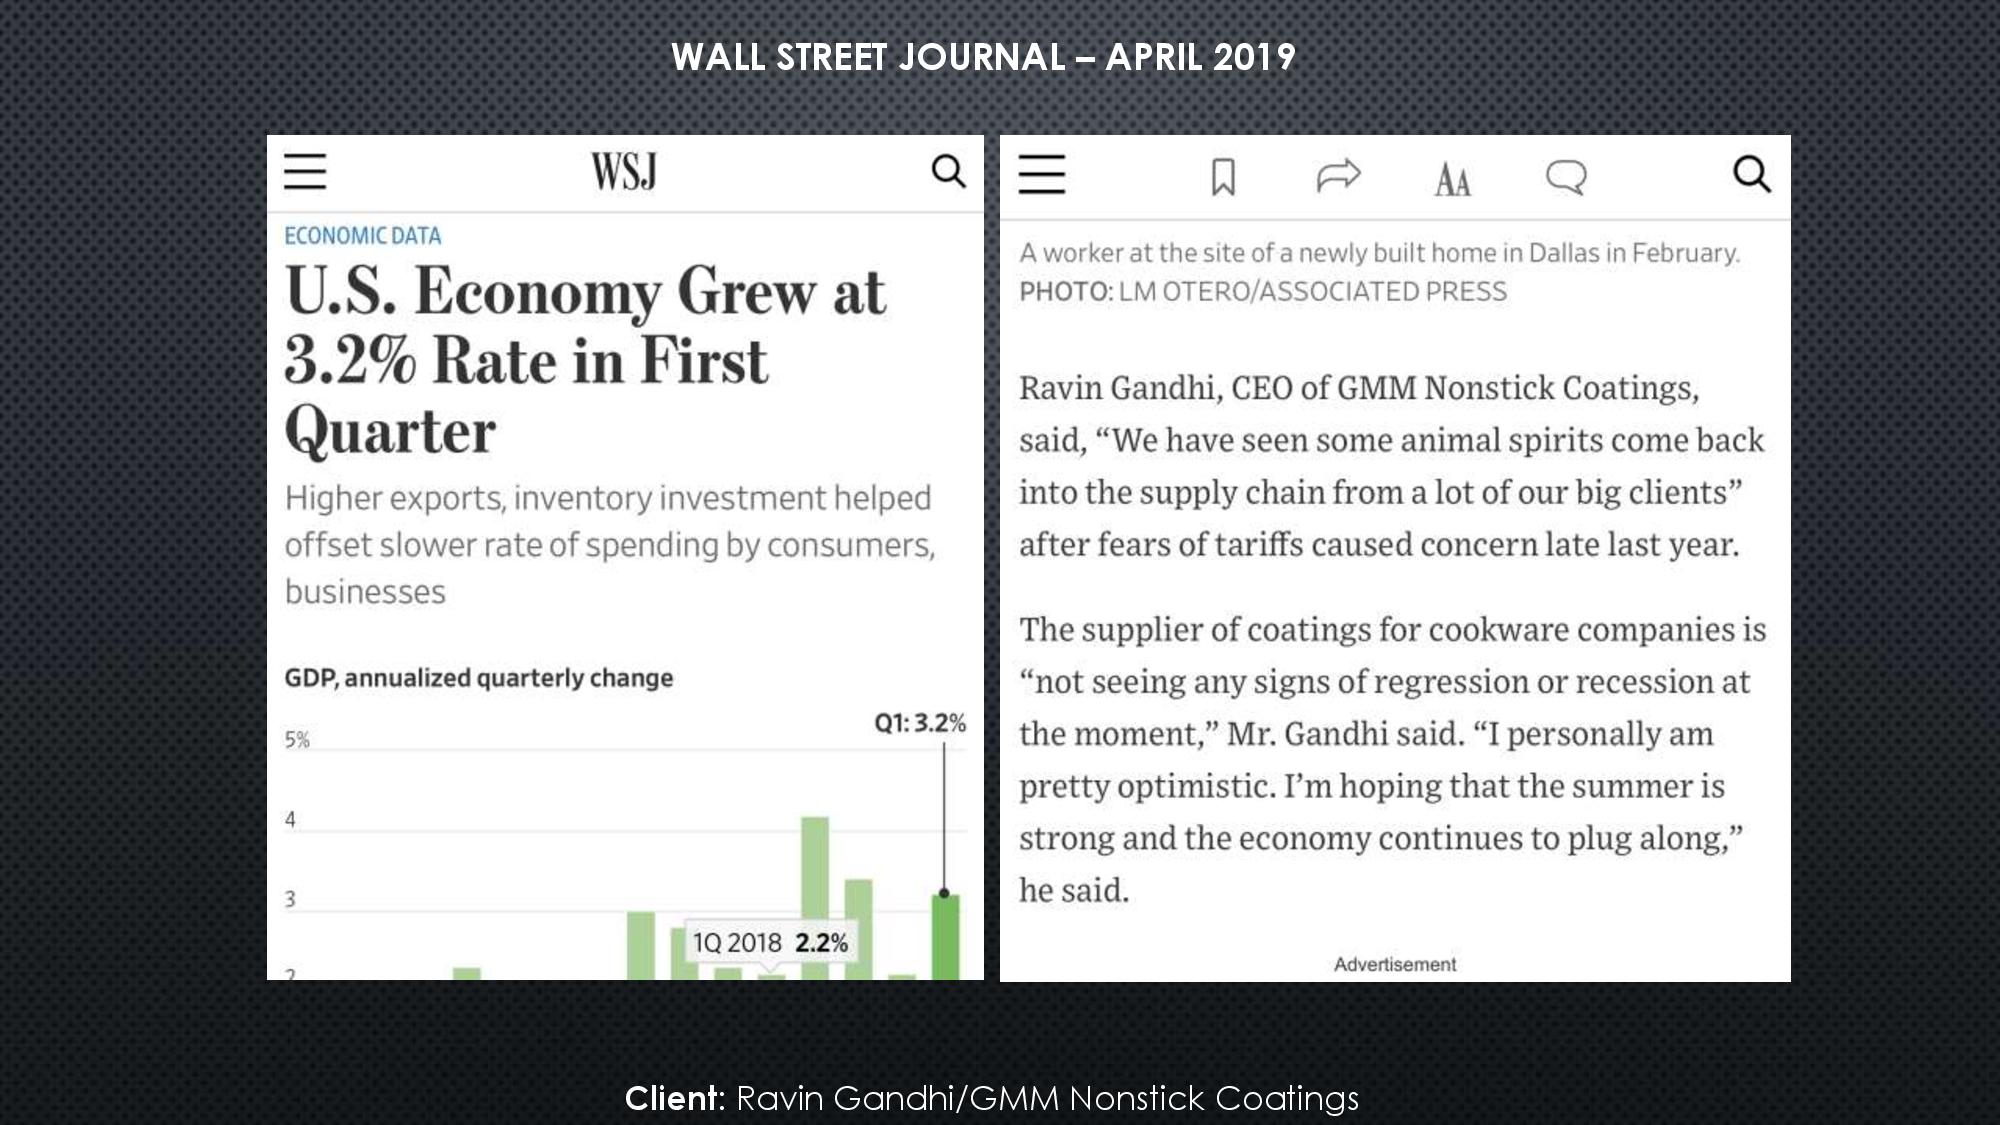 WALL STREET JOURNAL – APRIL 2019
WSJ
ECONOMIC DATA
U.S. Economy Grew at
3.2% Rate in First
Quarter
Higher exports, inventory investment helped
offset slower rate of spending by consumers,
businesses
GDP, annualized quarterly change
Q1: 3.2%
5%
4
3
1Q 2018 2.2%
2
AA
A worker at the site of a newly built home in Dallas in February.
PHOTO: LM OTERO/ASSOCIATED PRESS
Ravin Gandhi, CEO of GMM Nonstick Coatings,
said, “We have seen some animal spirits come back
into the supply chain from a lot of our big clients”
after fears of tariffs caused concern late last year.
The supplier of coatings for cookware companies is
“not seeing any signs of regression or recession at
the moment,” Mr. Gandhi said. “I personally am
pretty optimistic. I’m hoping that the summer is
strong and the economy continues to plug along,”
he said.
Advertisement
Client: Ravin Gandhi/GMM Nonstick Coatings